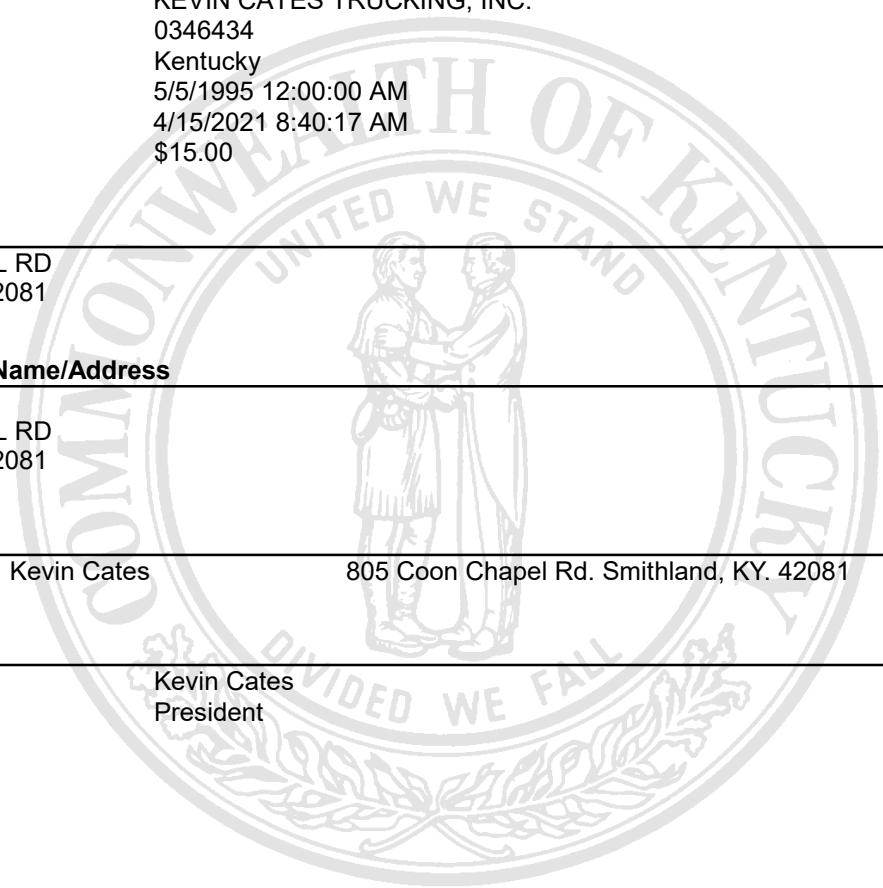 KEVIN CATES TRUCKING, INC.
0346434
Kentucky
5/5/1995 12:00:00 AM
4/15/2021 8:40:17 AM
$15.00
L RD
2081
Name/Address
L RD
2081
Kevin Cates 805 Coon Chapel Rd. Smithland, KY. 42081
Kevin Cates
President
COMMONWEALTH OF KENTUCKY
UNITED WE STAND
DIVIDED WE FALL